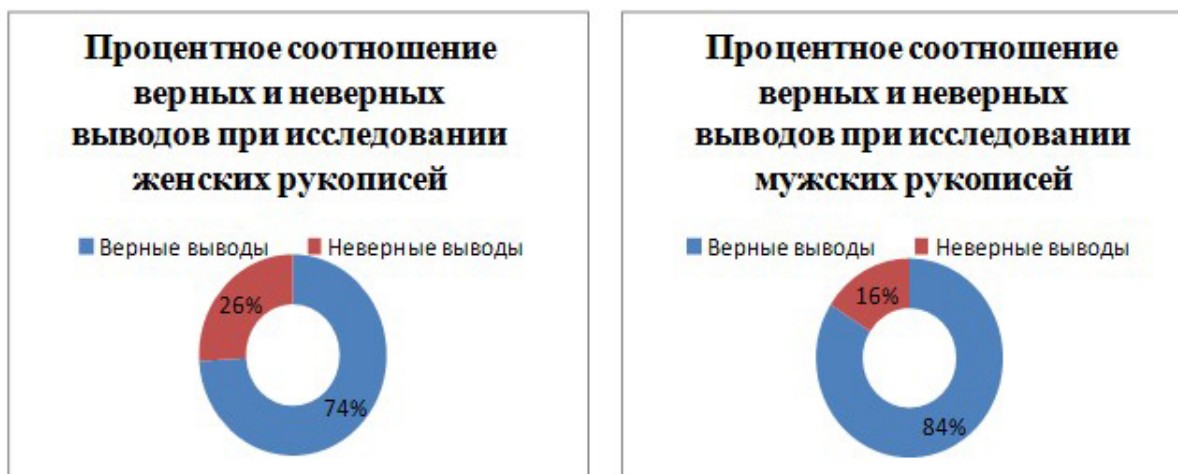 Процентное соотношение
верных и неверных
выводов при исследовании
женских рукописей
Верные выводы Неверные выводы
26%
74%
Процентное соотношение
верных и неверных
выводов при исследовании
мужских рукописей
Верные выводы Неверные выводы
16%
84%